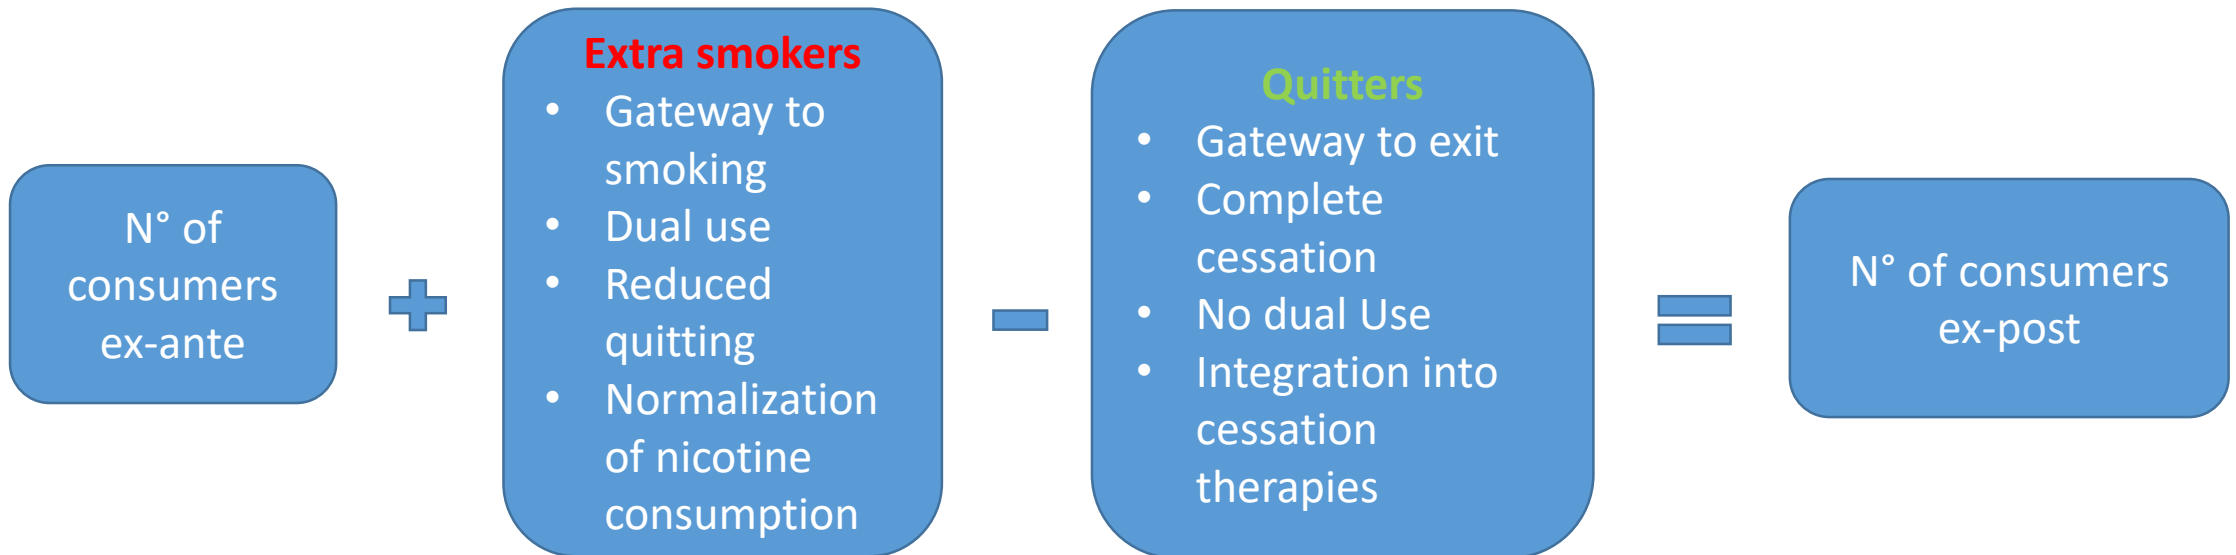 N° of
consumers
ex-ante
Extra smokers
• Gateway to
smoking
• Dual use
• Reduced
quitting
• Normalization
of nicotine
consumption
Quitters
• Gateway to exit
• Complete
cessation
• No dual Use
• Integration into
cessation
therapies
N° of consumers
ex-post